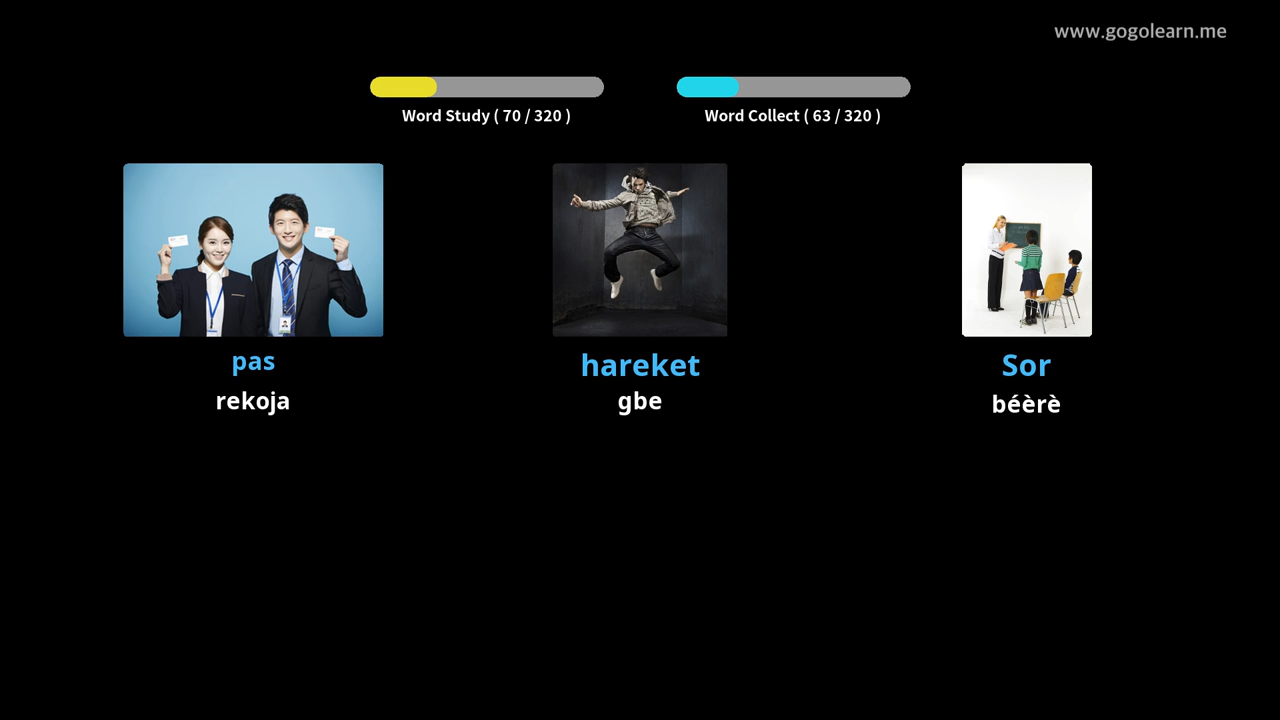 www.gogolearn.me
Word Study ( 70 / 320 )
Word Collect ( 63 / 320 )
pas
rekoja
hareket
gbe
Sor
béèrè